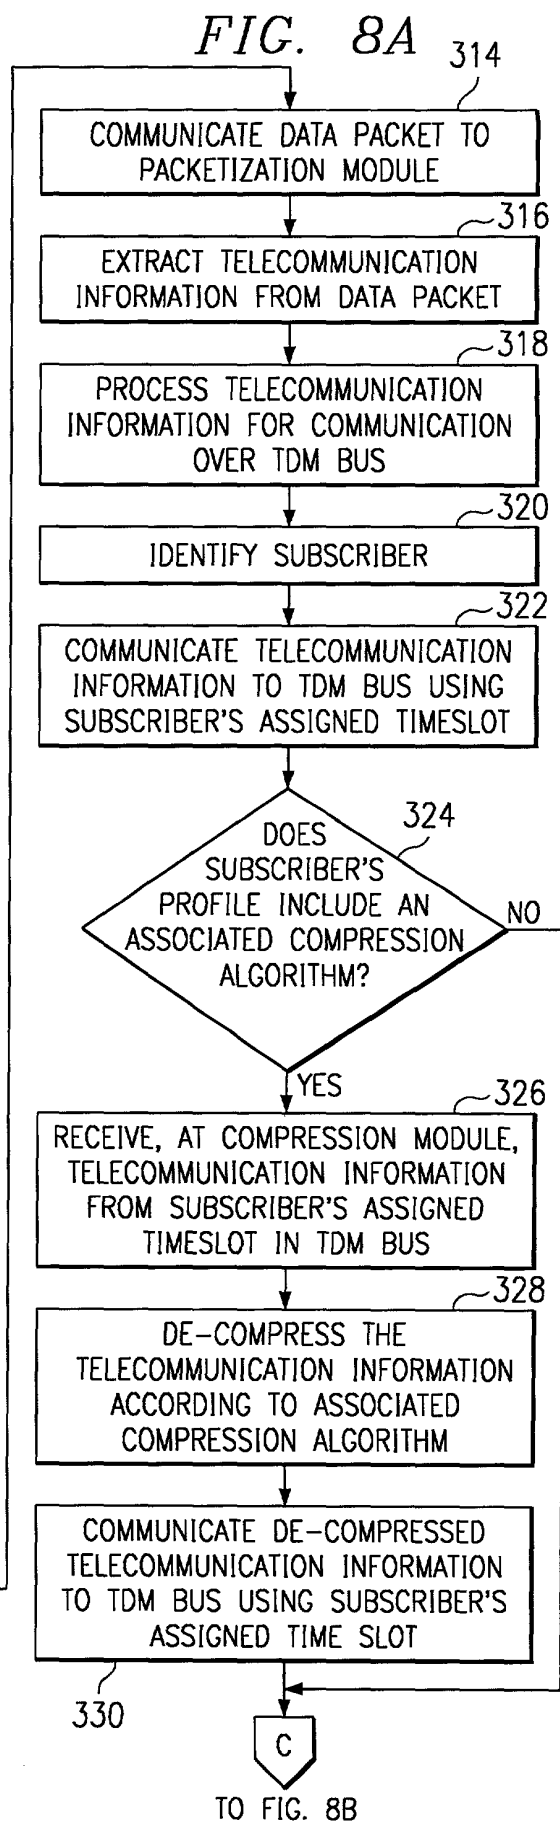 FIG. 8A
314
COMMUNICATE DATA PACKET TO
PACKETIZATION MODULE
316
EXTRACT TELECOMMUNICATION
INFORMATION FROM DATA PACKET
318
PROCESS TELECOMMUNICATION
INFORMATION FOR COMMUNICATION
OVER TDM BUS
320
IDENTIFY SUBSCRIBER
322
COMMUNICATE TELECOMMUNICATION
INFORMATION TO TDM BUS USING
SUBSCRIBER'S ASSIGNED TIMESLOT
324
DOES
SUBSCRIBER'S
PROFILE INCLUDE AN
ASSOCIATED COMPRESSION
ALGORITHM?
NO
YES
326
RECEIVE, AT COMPRESSION MODULE,
TELECOMMUNICATION INFORMATION
FROM SUBSCRIBER'S ASSIGNED
TIMESLOT IN TDM BUS
328
DE-COMPRESS THE
TELECOMMUNICATION INFORMATION
ACCORDING TO ASSOCIATED
COMPRESSION ALGORITHM
COMMUNICATE DE-COMPRESSED
TELECOMMUNICATION INFORMATION
TO TDM BUS USING SUBSCRIBER'S
ASSIGNED TIME SLOT
330
C
TO FIG. 8B